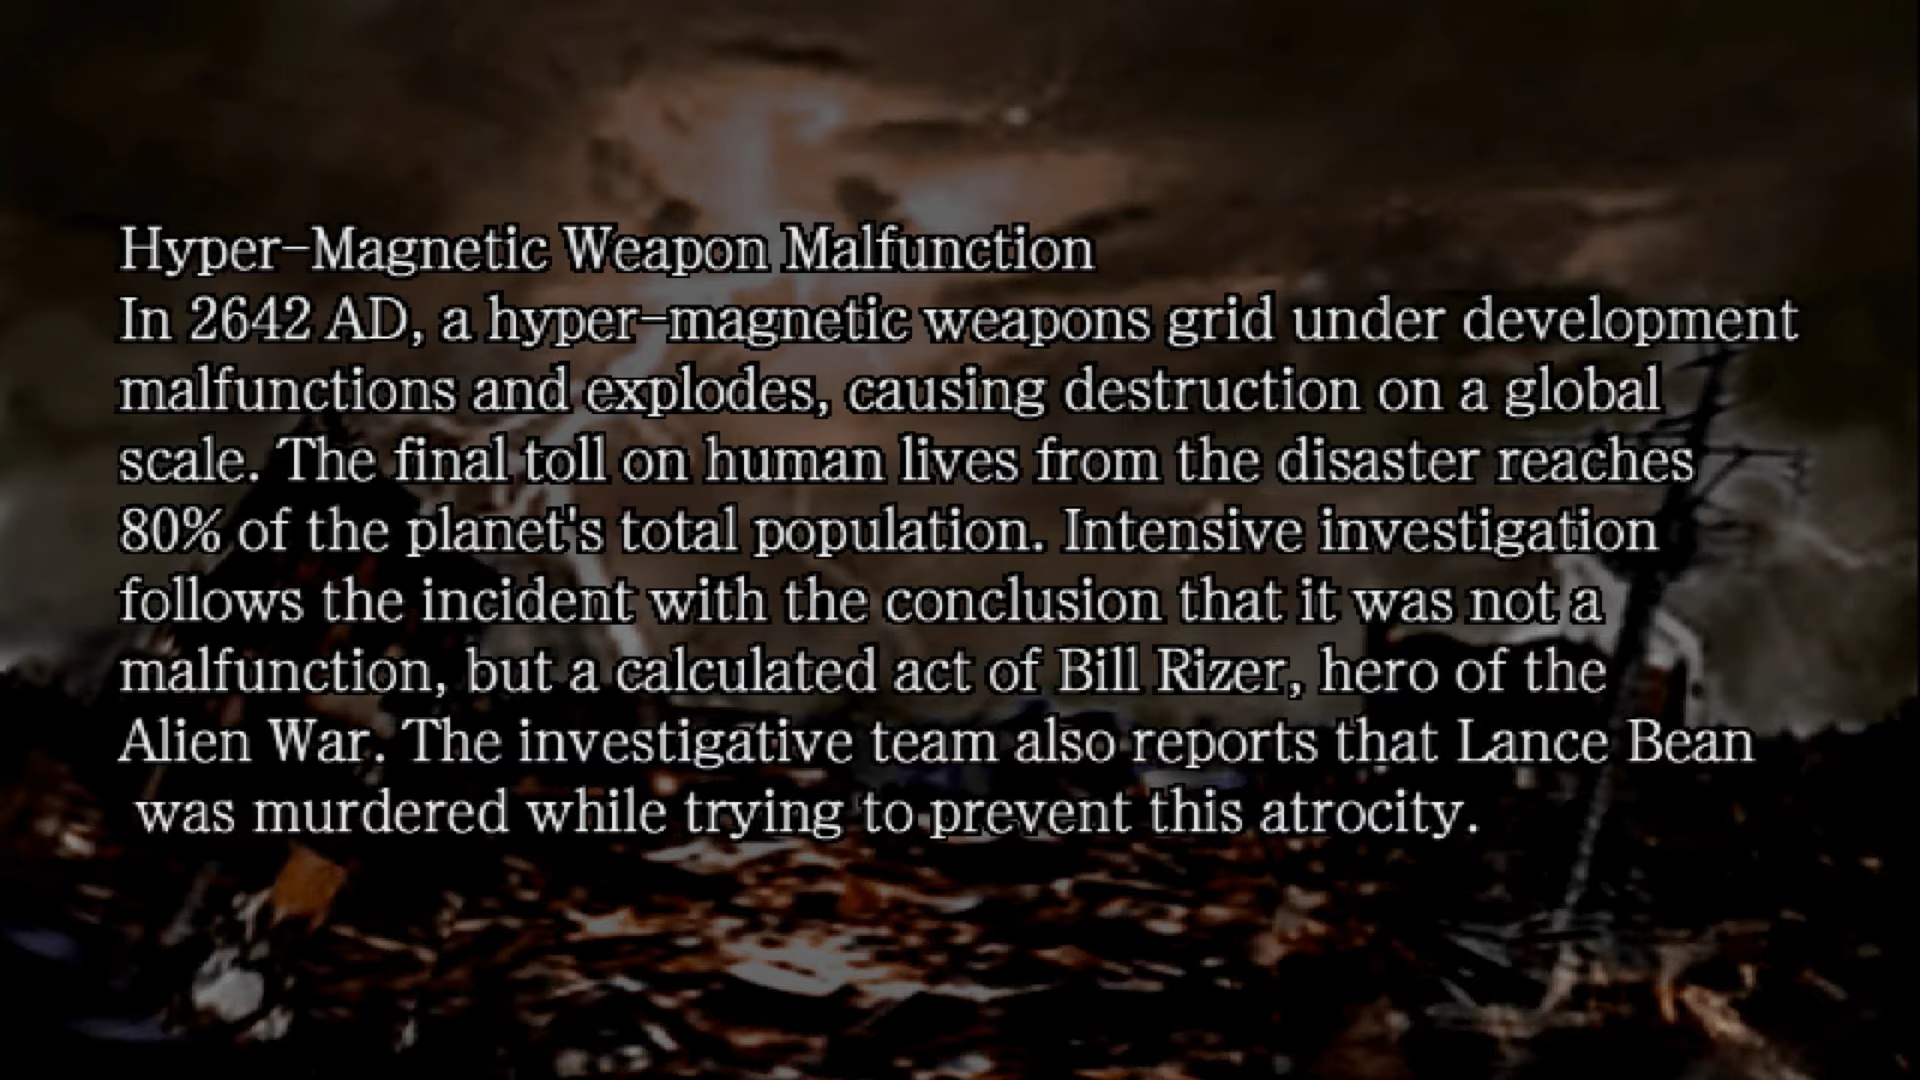 Hyper-Magnetic Weapon Malfunction
In 2642 AD, a hyper-magnetic weapons grid under development
malfunctions and explodes, causing destruction on a global
scale. The final toll on human lives from the disaster reaches
80% of the planet's total population. Intensive investigation
follows the incident with the conclusion that it was not a
malfunction, but a calculated act of Bill Rizer, hero of the
Alien War. The investigative team also reports that Lance Bean
was murdered while trying to prevent this atrocity.